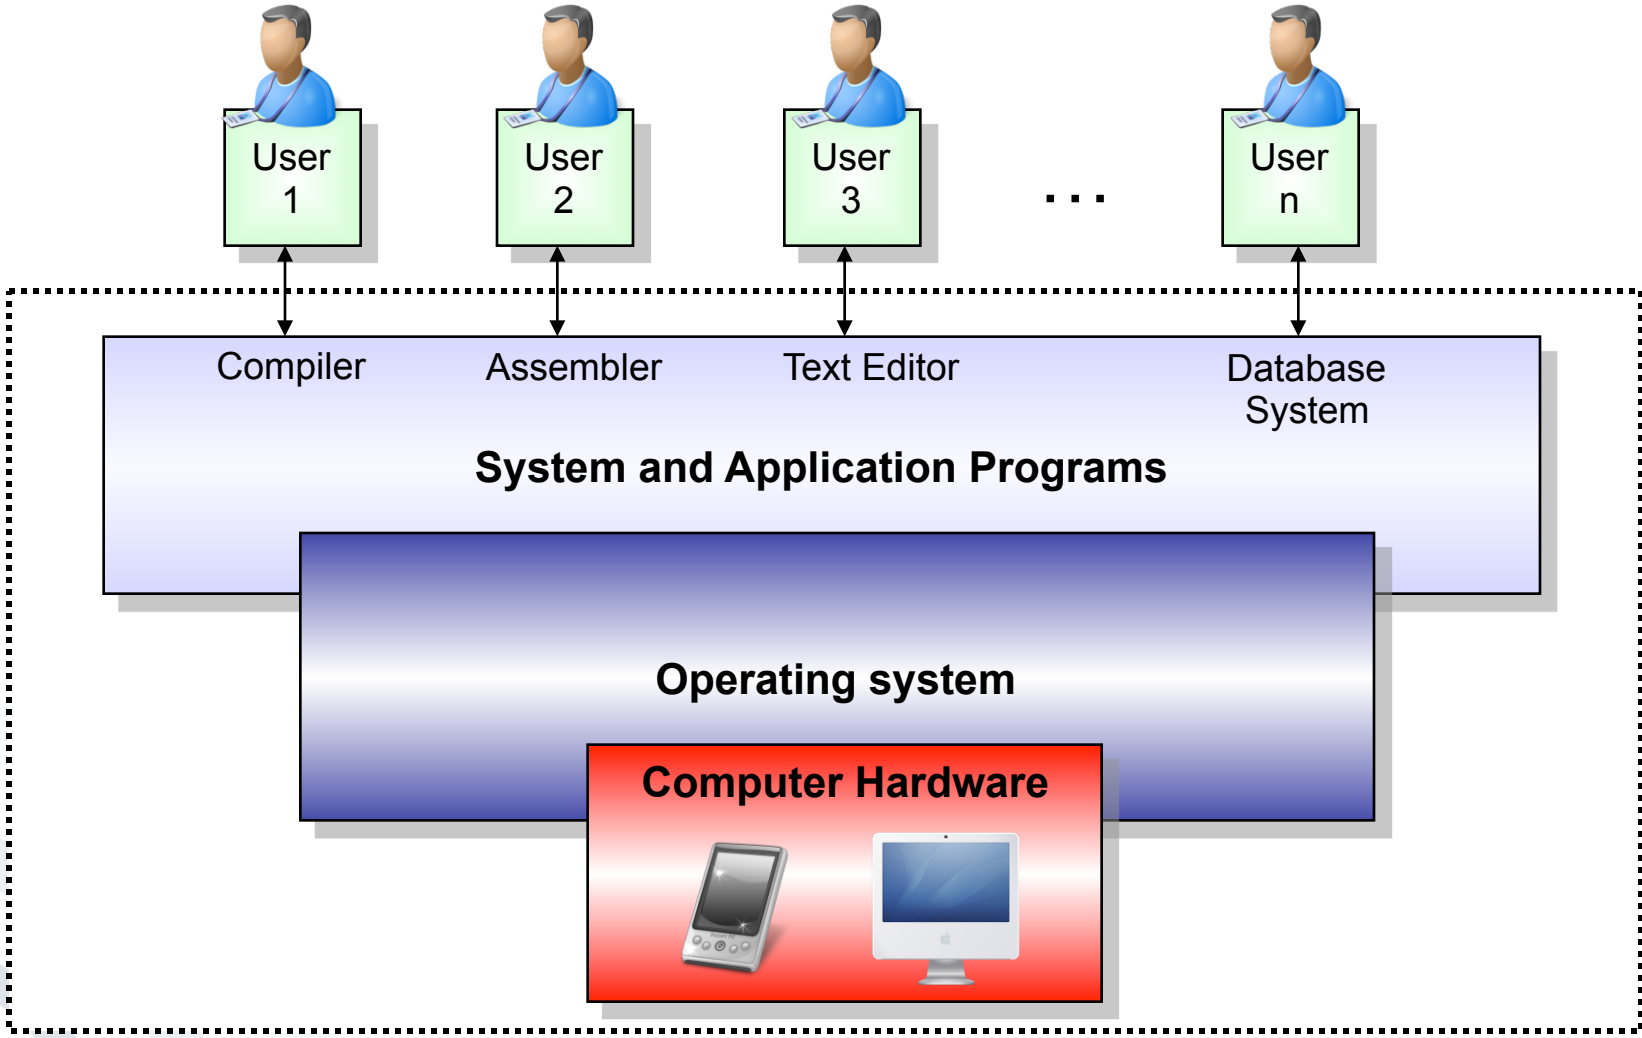 User
1
User
2
User
3
...
User
n
Compiler
Assembler
Text Editor
Database
System
System and Application Programs
Operating system
Computer Hardware